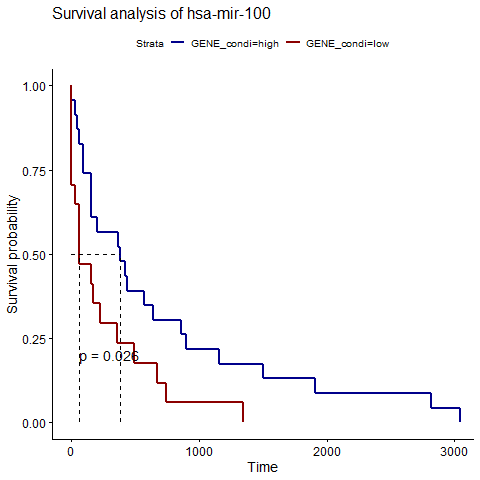 Survival analysis of hsa-mir-100
Strata GENE_condi=high GENE_condi=low
Survival probability
1.00
0.75
0.50
0.25
0.00
p = 0.026
0 1000 2000 3000
Time